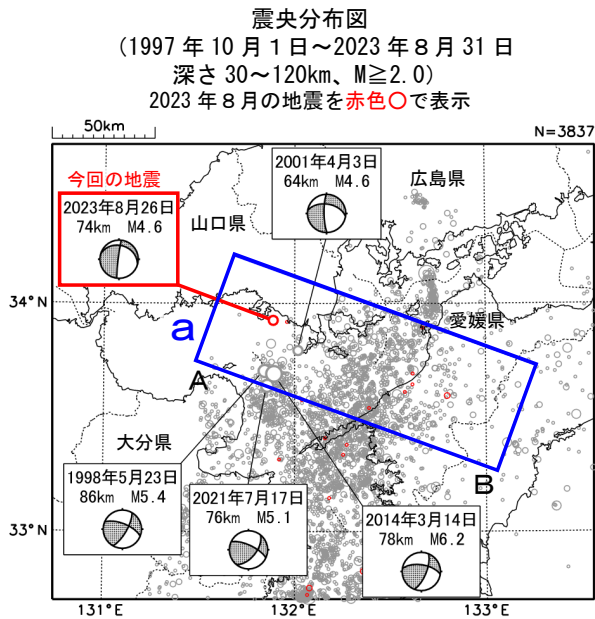 震央分布図
（1997 年 10 月 1 日～2023 年 8 月 31 日
深さ 30～120km、M≧2.0）
2023 年 8 月の地震を赤色○で表示
50km
N=3837
今回の地震
2023年8月26日
74km M4.6
2001年4月3日
64km M4.6
広島県
山口県
34°N
愛媛県
a
A
大分県
B
1998年5月23日
86km M5.4
2021年7月17日
76km M5.1
2014年3月14日
78km M6.2
33°N
131°E
132°E
133°E